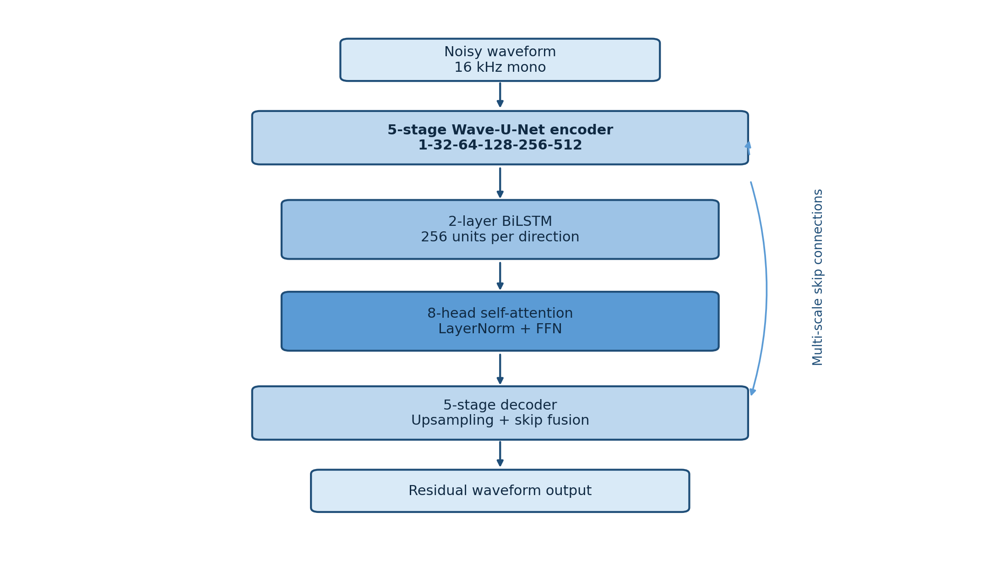 Noisy waveform
16 kHz mono
5-stage Wave-U-Net encoder
1-32-64-128-256-512
2-layer BiLSTM
256 units per direction
8-head self-attention
LayerNorm + FFN
5-stage decoder
Upsampling + skip fusion
Residual waveform output
Multi-scale skip connections